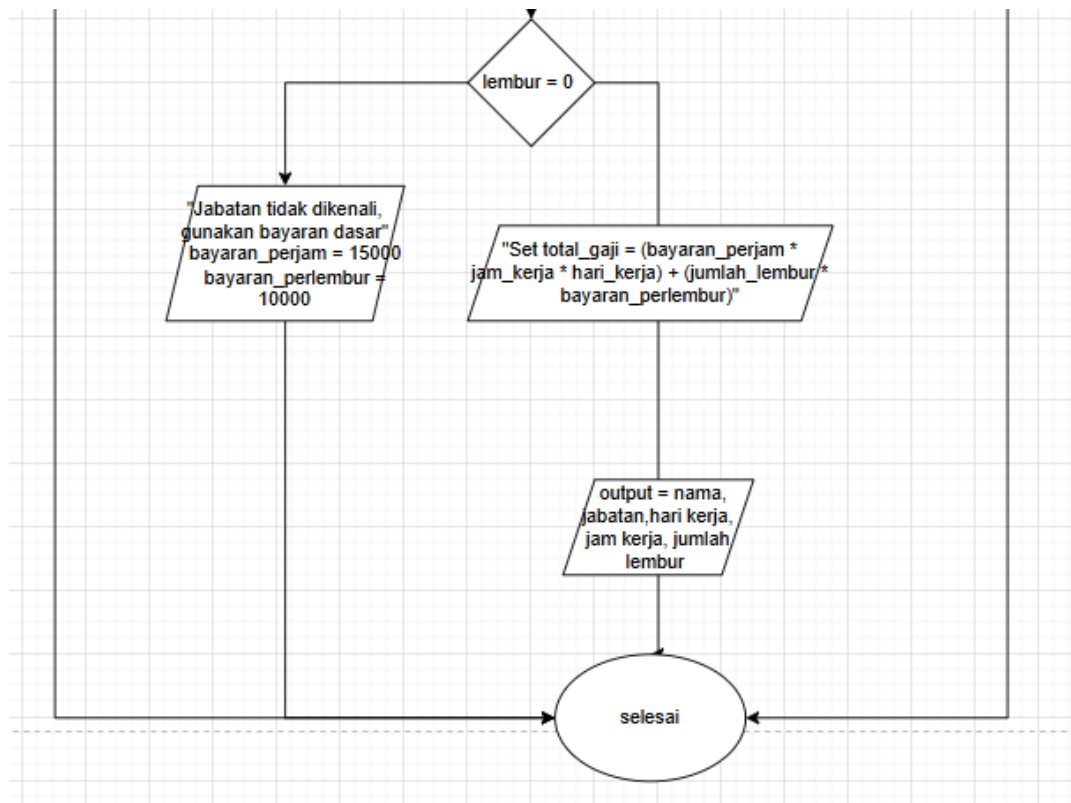 lembur = 0
"Jabatan tidak dikenali,
gunakan bayaran dasar"
bayaran_perjam = 15000
bayaran_perlembur =
10000
"Set total_gaji = (bayaran_perjam *
jam_kerja * hari_kerja) + (jumlah_lembur *
bayaran_perlembur)"
output = nama,
jabatan,hari kerja,
jam kerja, jumlah
lembur
selesai